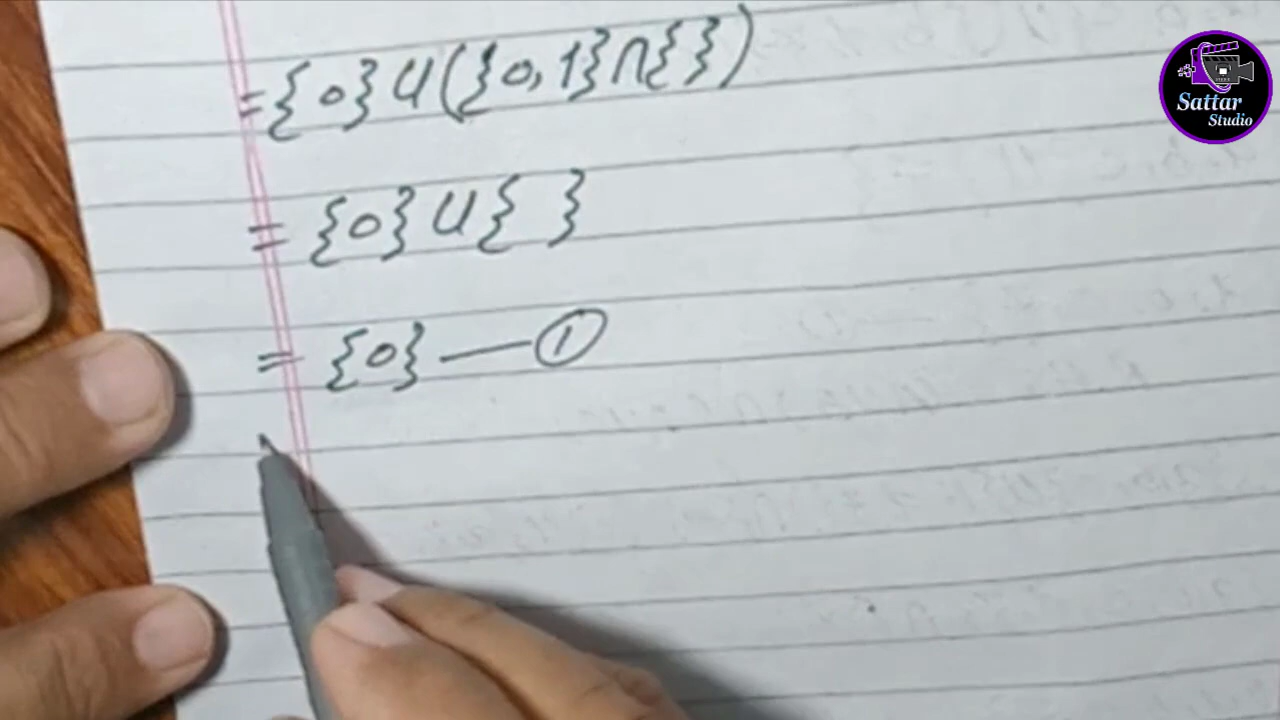 = {0} U ({0,1} ∩ { })
Sattar
Studio
= {0} U { }
= {0} — ①